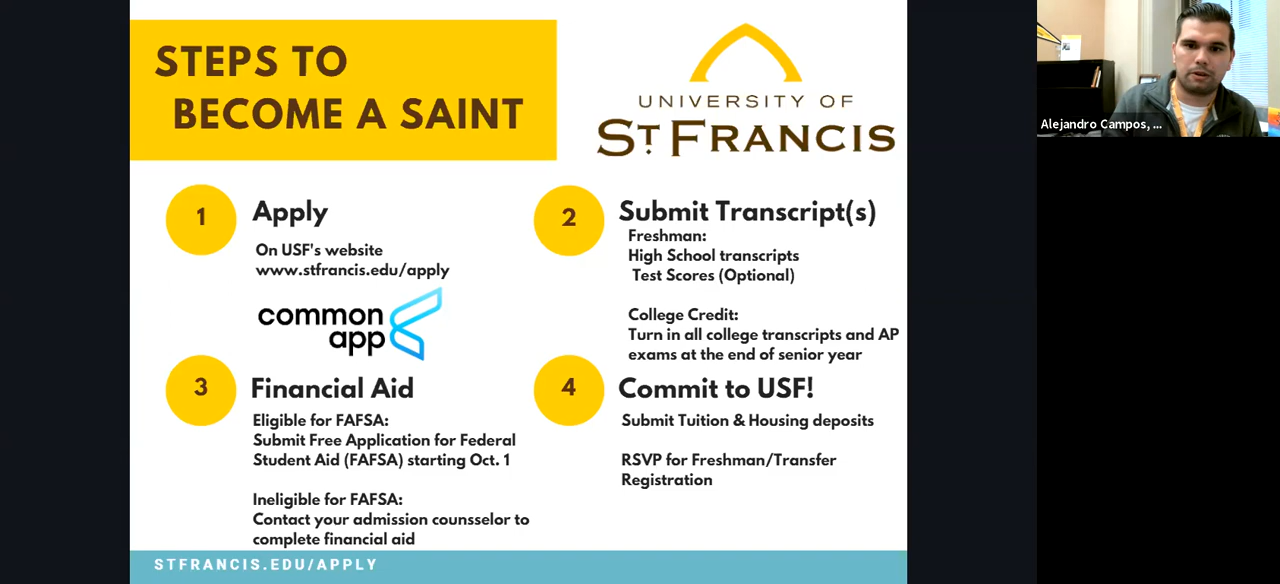 STEPS TO
BECOME A SAINT
UNIVERSITY OF
ST FRANCIS
1
Apply
On USF's website
www.stfrancis.edu/apply
common
app
2
Submit Transcript(s)
Freshman:
High School transcripts
Test Scores (Optional)
College Credit:
Turn in all college transcripts and AP
exams at the end of senior year
3
Financial Aid
Eligible for FAFSA:
Submit Free Application for Federal
Student Aid (FAFSA) starting Oct. 1
Ineligible for FAFSA:
Contact your admission counsselor to
complete financial aid
4
Commit to USF!
Submit Tuition & Housing deposits
RSVP for Freshman/Transfer
Registration
STFRANCIS.EDU/APPLY
Alejandro Campos, ...